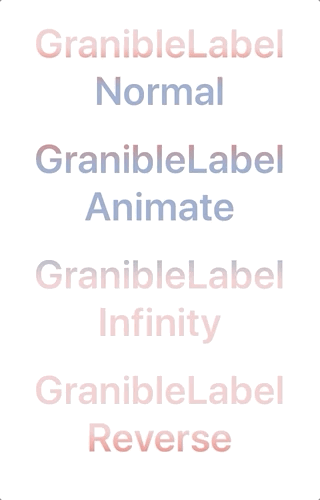 GranibleLabel
Normal
GranibleLabel
Animate
GranibleLabel
Infinity
GranibleLabel
Reverse